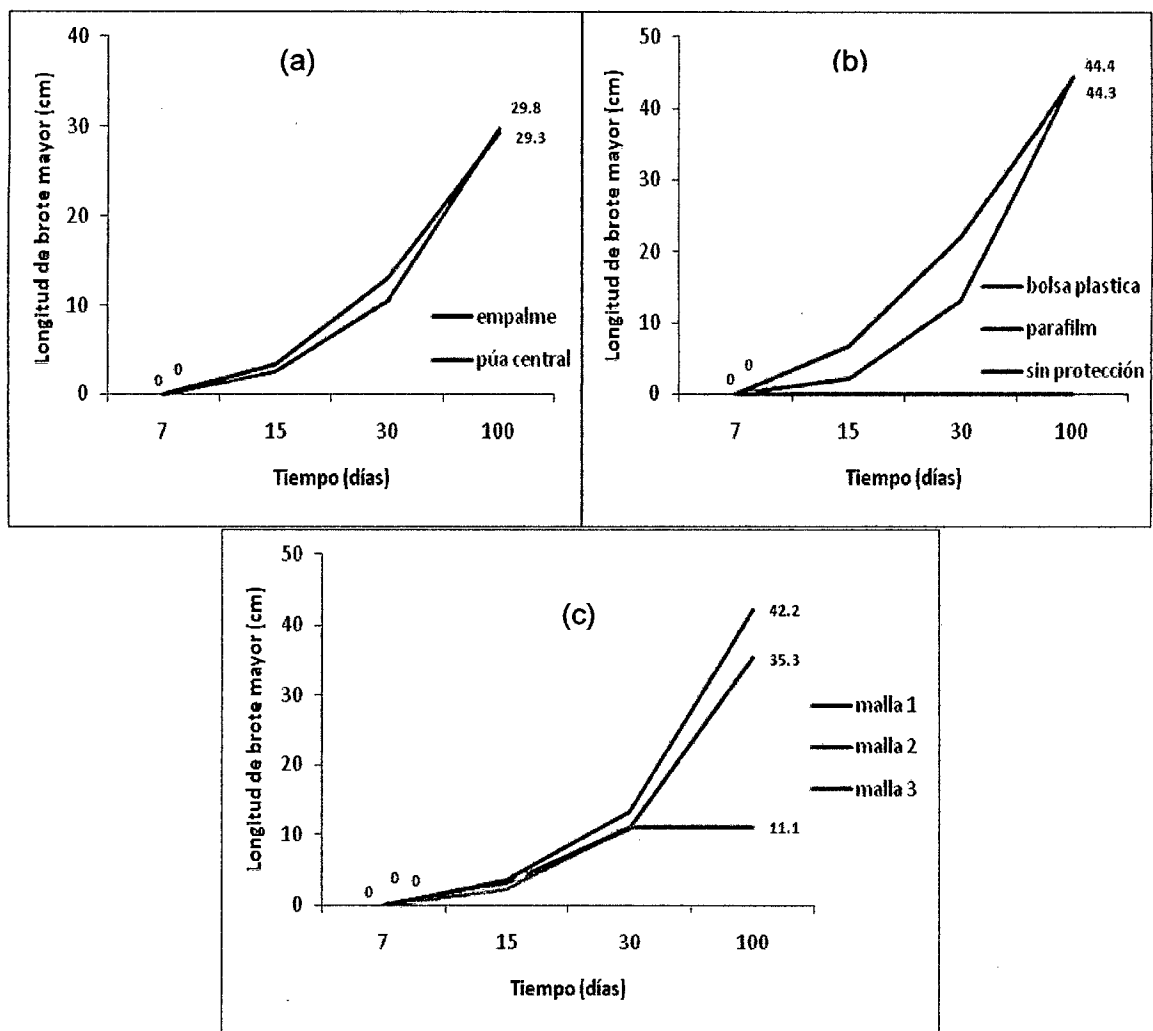 (a)
Longitud de brote mayor (cm)
40
30
20
10
0
0
0
29.8
29.3
empalme
púa central
7 15 30 100
Tiempo (días)
(b)
Longitud de brote mayor (cm)
50
40
30
20
10
0
0
0
44.4
44.3
bolsa plastica
parafilm
sin protección
7 15 30 100
Tiempo (días)
(c)
Longitud de brote mayor (cm)
50
40
30
20
10
0
0
0
0
42.2
35.3
11.1
malla 1
malla 2
malla 3
7 15 30 100
Tiempo (días)